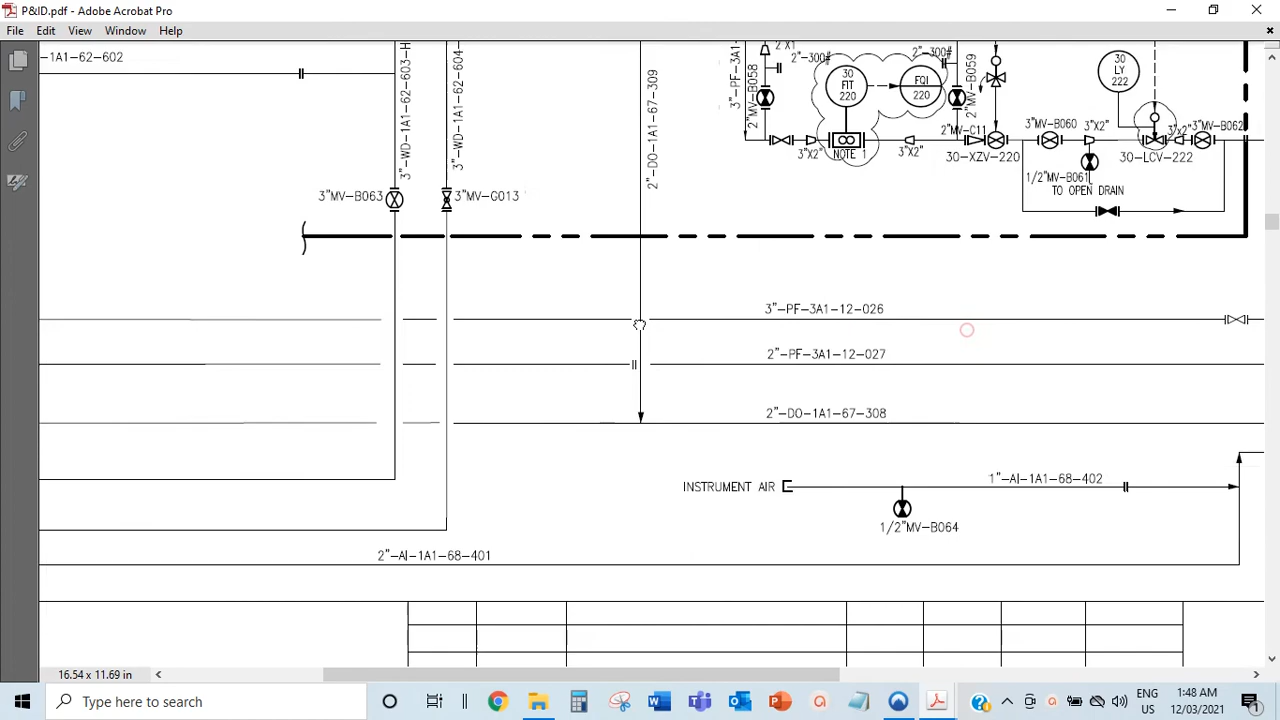 P&ID.pdf - Adobe Acrobat Pro
File Edit View Window Help
-1A1-62-602
3"-WD-1A1-62-603-H
3"-WD-1A1-62-604-
2"-DO-1A1-67-309
3"-PF-3A1-
2"X1
2"-300#
2"-300#
2"MV-B058
2"MV-B059
30
FIT
220
FQI
220
30
LY
222
3"X2"
NOTE 1
3"X2"
2"MV-C11
30-XZV-220
3"MV-B060
3"X2"
3"x2"
3"MV-B062
30-LCV-222
1/2"MV-B061
TO OPEN DRAIN
3"MV-B063
3"MV-G013
3"-PF-3A1-12-026
2"-PF-3A1-12-027
2"-DO-1A1-67-308
INSTRUMENT AIR
1"-AI-1A1-68-402
1/2"MV-B064
2"-AI-1A1-68-401
16.54 x 11.69 in
Type here to search
ENG
US
1:48 AM
12/03/2021
1